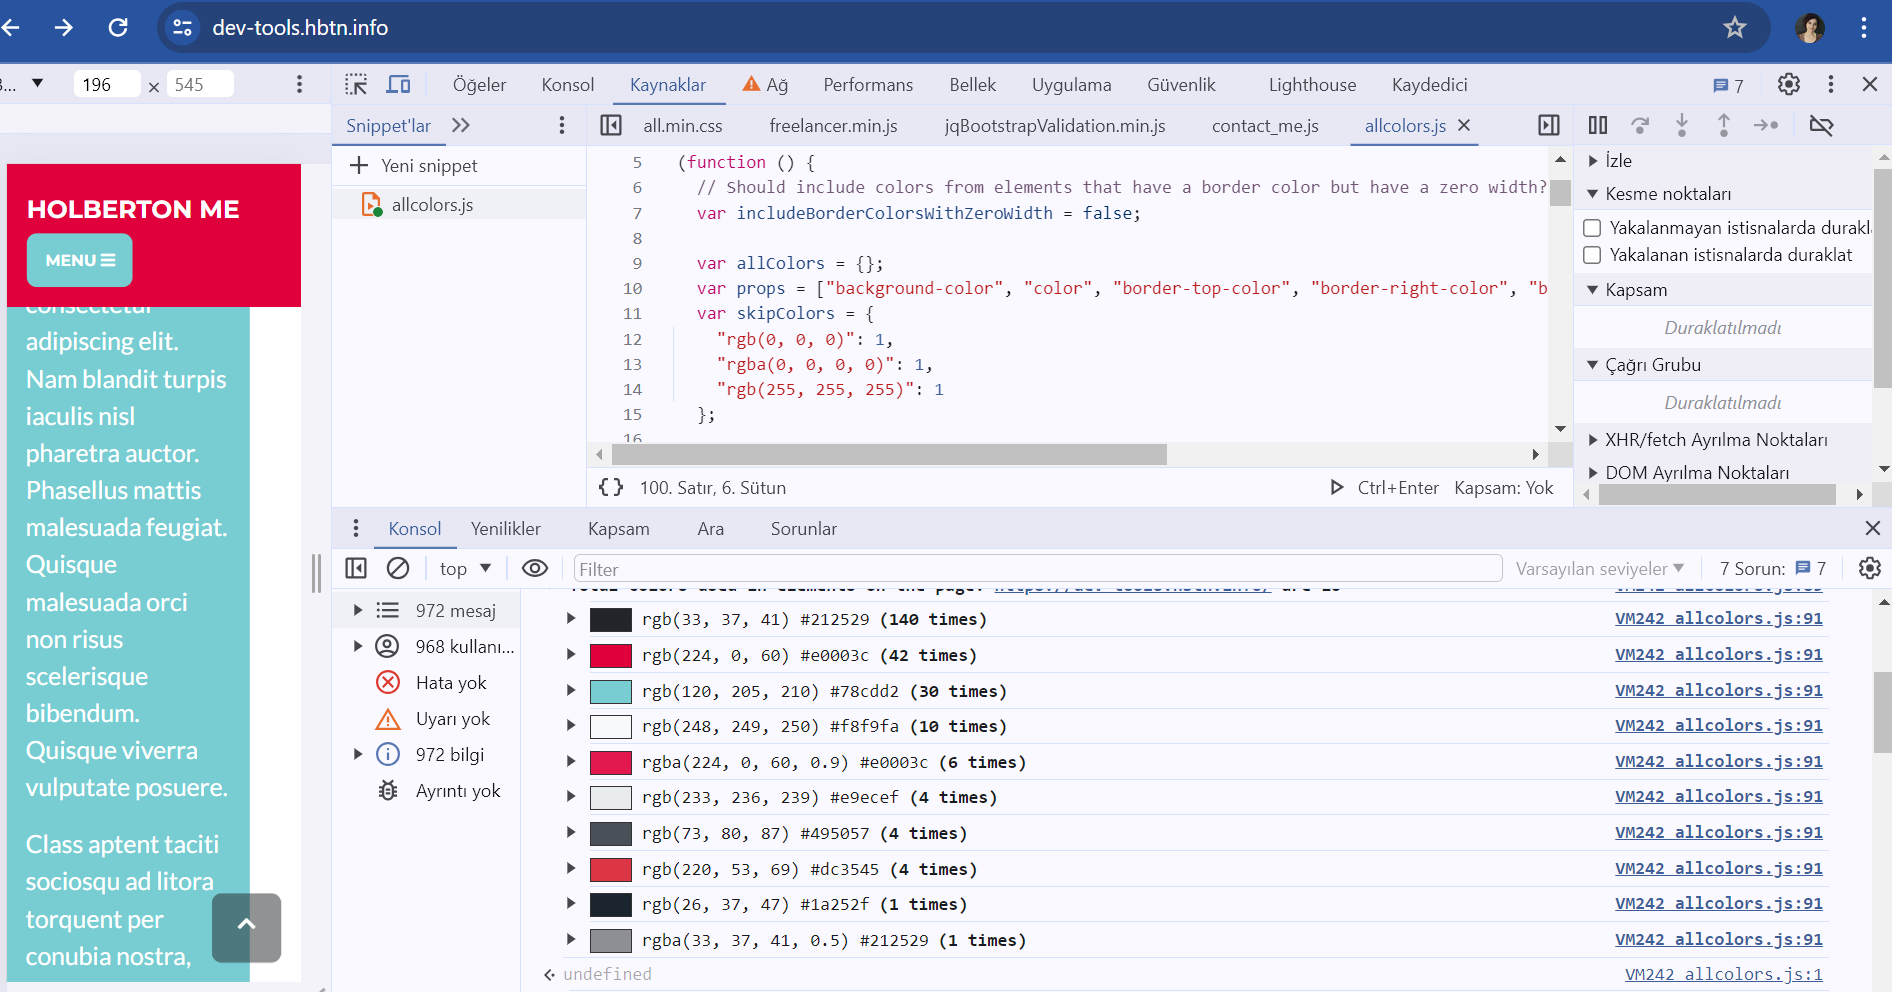 dev-tools.hbtn.info
196 × 545
Öğeler Konsol Kaynaklar Ağ Performans Bellek Uygulama Güvenlik Lighthouse Kaydedici 7
Snippet'lar
Yeni snippet
allcolors.js
all.min.css freelancer.min.js jqBootstrapValidation.min.js contact_me.js allcolors.js
5 (function () {
6 // Should include colors from elements that have a border color but have a zero width?
7 var includeBorderColorsWithZeroWidth = false;
8
9 var allColors = {};
10 var props = ["background-color", "color", "border-top-color", "border-right-color", "b
11 var skipColors = {
12 "rgb(0, 0, 0)": 1,
13 "rgba(0, 0, 0, 0)": 1,
14 "rgb(255, 255, 255)": 1
15 };
16
{} 100. Satır, 6. Sütun Ctrl+Enter Kapsam: Yok
İzle
Kesme noktaları
Yakalanmayan istisnalarda durakl
Yakalanan istisnalarda duraklat
Kapsam
Duraklatılmadı
Çağrı Grubu
Duraklatılmadı
XHR/fetch Ayrılma Noktaları
DOM Ayrılma Noktaları
HOLBERTON ME
MENU
consectetur
adipiscing elit.
Nam blandit turpis
iaculis nisl
pharetra auctor.
Phasellus mattis
malesuada feugiat.
Quisque
malesuada orci
non risus
scelerisque
bibendum.
Quisque viverra
vulputate posuere.
Class aptent taciti
sociosqu ad litora
torquent per
conubia nostra,
Konsol Yenilikler Kapsam Ara Sorunlar
top Filter Varsayılan seviyeler 7 Sorun: 7
972 mesaj
968 kullanı...
Hata yok
Uyarı yok
972 bilgi
Ayrıntı yok
Total colors used in elements on the page: https://dev-tools.hbtn.info/ are 10
rgb(33, 37, 41) #212529 (140 times) VM242 allcolors.js:91
rgb(224, 0, 60) #e0003c (42 times) VM242 allcolors.js:91
rgb(120, 205, 210) #78cdd2 (30 times) VM242 allcolors.js:91
rgb(248, 249, 250) #f8f9fa (10 times) VM242 allcolors.js:91
rgba(224, 0, 60, 0.9) #e0003c (6 times) VM242 allcolors.js:91
rgb(233, 236, 239) #e9ecef (4 times) VM242 allcolors.js:91
rgb(73, 80, 87) #495057 (4 times) VM242 allcolors.js:91
rgb(220, 53, 69) #dc3545 (4 times) VM242 allcolors.js:91
rgb(26, 37, 47) #1a252f (1 times) VM242 allcolors.js:91
rgba(33, 37, 41, 0.5) #212529 (1 times) VM242 allcolors.js:91
undefined VM242 allcolors.js:1